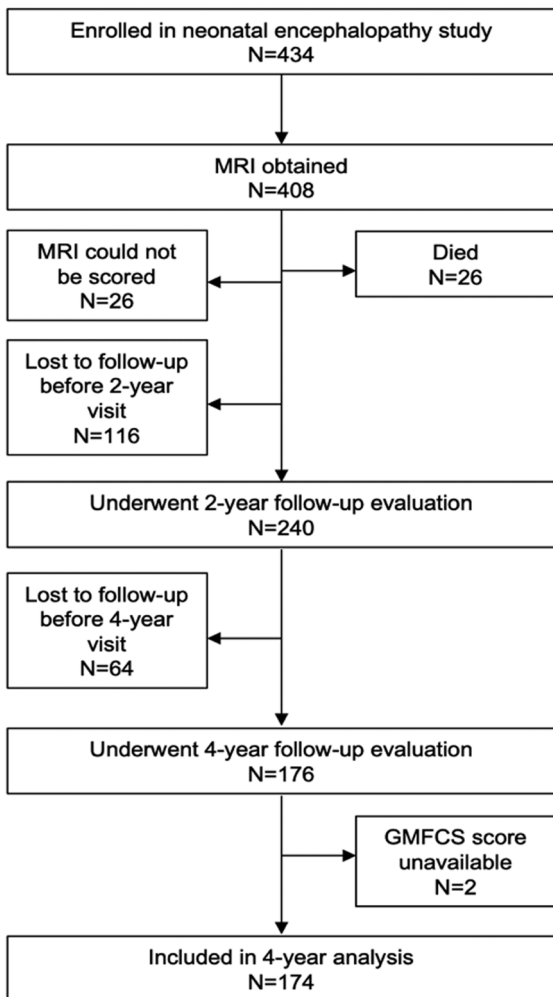 Enrolled in neonatal encephalopathy study
N=434
MRI obtained
N=408
MRI could not
be scored
N=26
Died
N=26
Lost to follow-up
before 2-year
visit
N=116
Underwent 2-year follow-up evaluation
N=240
Lost to follow-up
before 4-year
visit
N=64
Underwent 4-year follow-up evaluation
N=176
GMFCS score
unavailable
N=2
Included in 4-year analysis
N=174